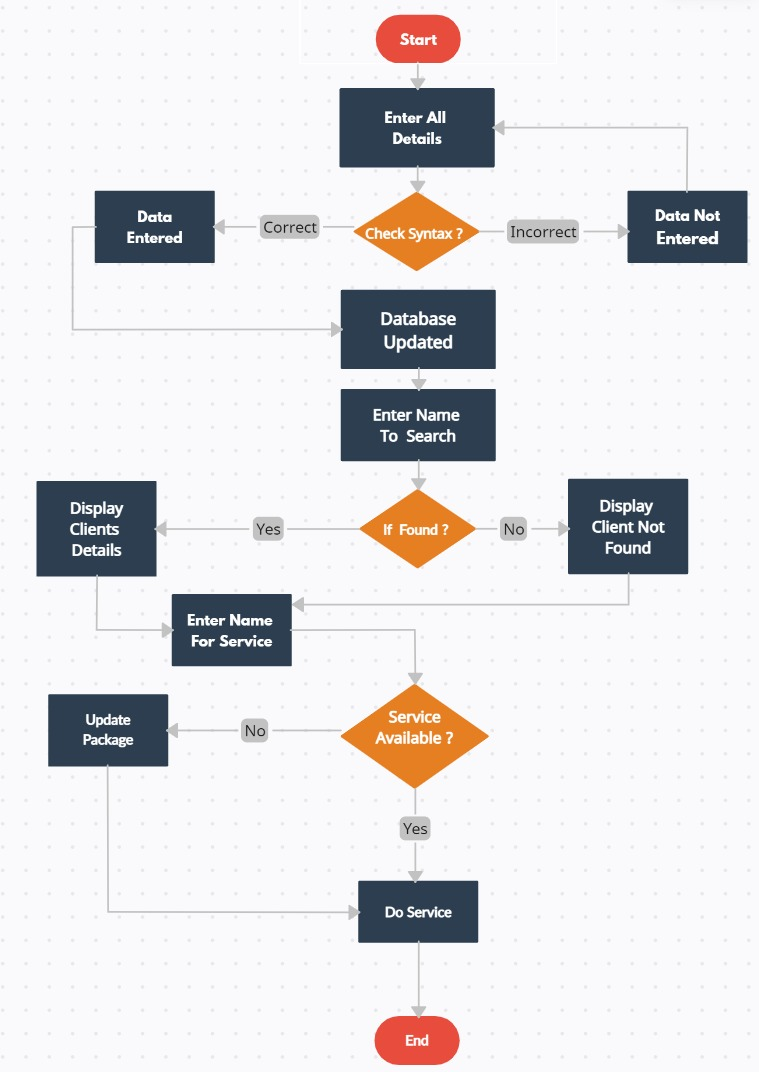 Start
Enter All
Details
Data
Entered
Correct
Check Syntax ?
Incorrect
Data Not
Entered
Database
Updated
Enter Name
To Search
Display
Clients
Details
Yes
If Found ?
No
Display
Client Not
Found
Enter Name
For Service
Service
Available ?
No
Update
Package
Yes
Do Service
End